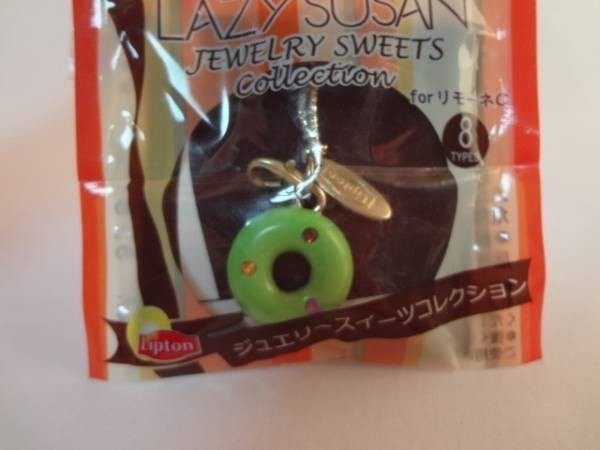 LAZY SUSAN
JEWELRY SWEETS
Collection
for リモーネC
8
TYPES
Lipton
Lipton
ジュエリースイーツコレクション